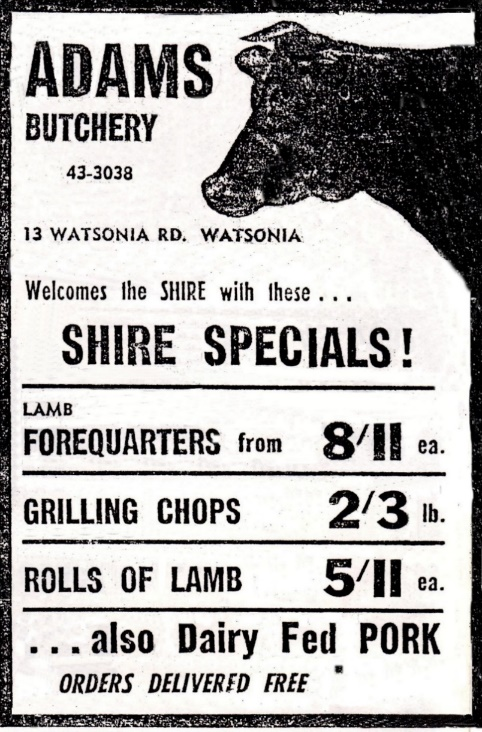 ADAMS
BUTCHERY
43-3038
13 WATSONIA RD. WATSONIA
Welcomes the SHIRE with these . . .
SHIRE SPECIALS!
LAMB
FOREQUARTERS from 8/11 ea.
GRILLING CHOPS 2/3 lb.
ROLLS OF LAMB 5/11 ea.
. . . also Dairy Fed PORK
ORDERS DELIVERED FREE